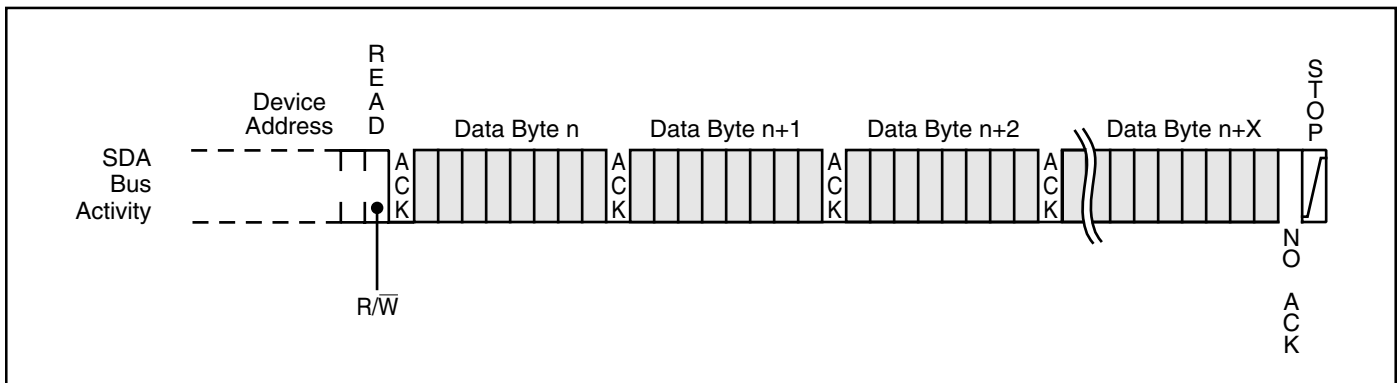 READ
STOP
Device
Address
Data Byte n
Data Byte n+1
Data Byte n+2
Data Byte n+X
SDA
Bus
Activity
ACK
ACK
ACK
ACK
NO ACK
R/W̅